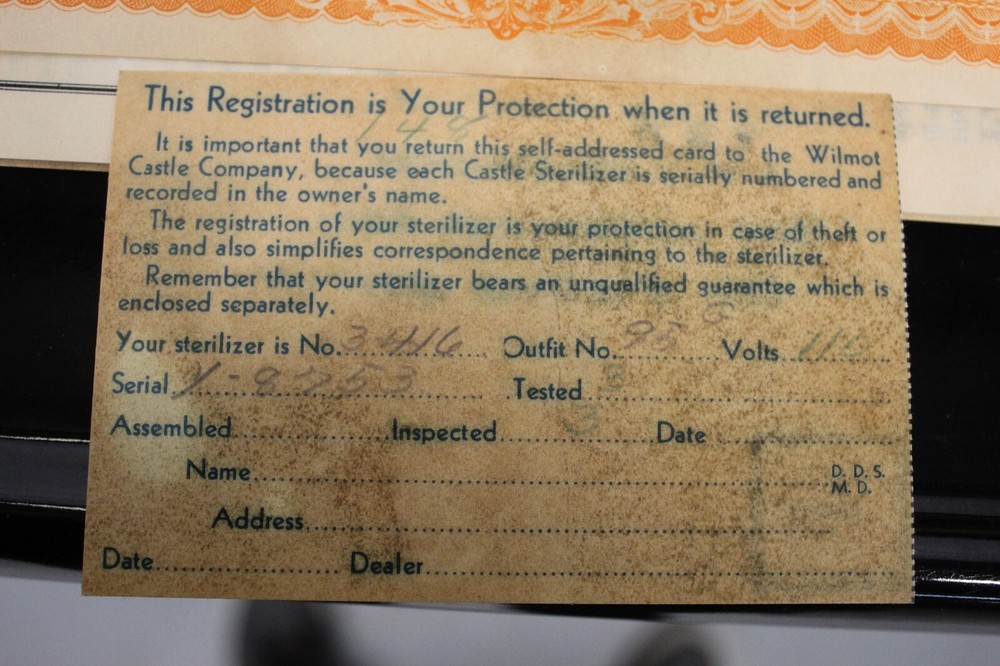 This Registration is Your Protection when it is returned.
148
It is important that you return this self-addressed card to the Wilmot
Castle Company, because each Castle Sterilizer is serially numbered and
recorded in the owner's name.
The registration of your sterilizer is your protection in case of theft or
loss and also simplifies correspondence pertaining to the sterilizer.
Remember that your sterilizer bears an unqualified guarantee which is
enclosed separately.
Your sterilizer is No. 3416 Outfit No. 95 Volts 110
Serial Tested
Assembled Inspected Date
Name D. D. S.
M. D.
Address
Date Dealer